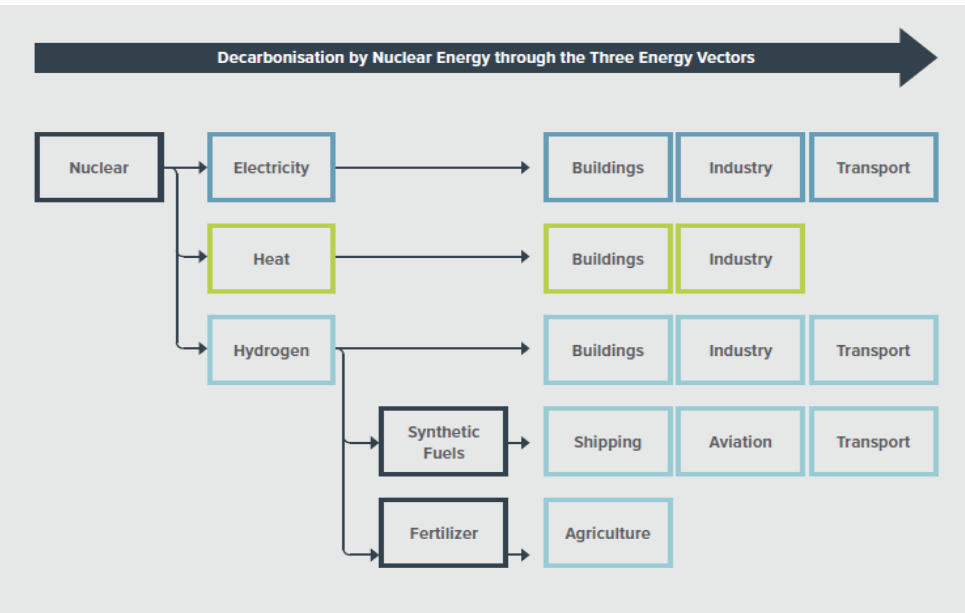 Decarbonisation by Nuclear Energy through the Three Energy Vectors
Nuclear
Electricity
Buildings
Industry
Transport
Heat
Buildings
Industry
Hydrogen
Buildings
Industry
Transport
Synthetic
Fuels
Shipping
Aviation
Transport
Fertilizer
Agriculture